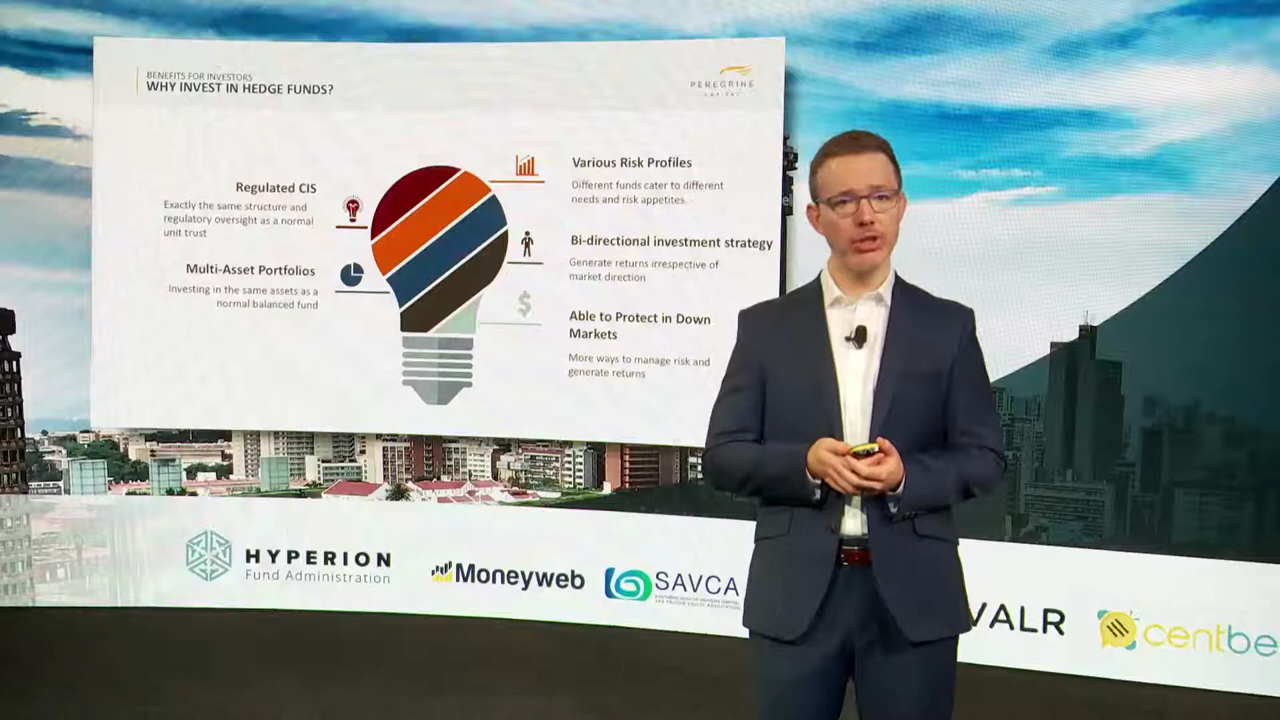 BENEFITS FOR INVESTORS
WHY INVEST IN HEDGE FUNDS?
PEREGRINE
CAPITAL
Regulated CIS
Exactly the same structure and
regulatory oversight as a normal
unit trust
Multi-Asset Portfolios
Investing in the same assets as a
normal balanced fund
Various Risk Profiles
Different funds cater to different
needs and risk appetites
Bi-directional investment strategy
Generate returns irrespective of
market direction
Able to Protect in Down
Markets
More ways to manage risk and
generate returns
HYPERION
Fund Administration
Moneyweb
SAVCA
VALR
centbe